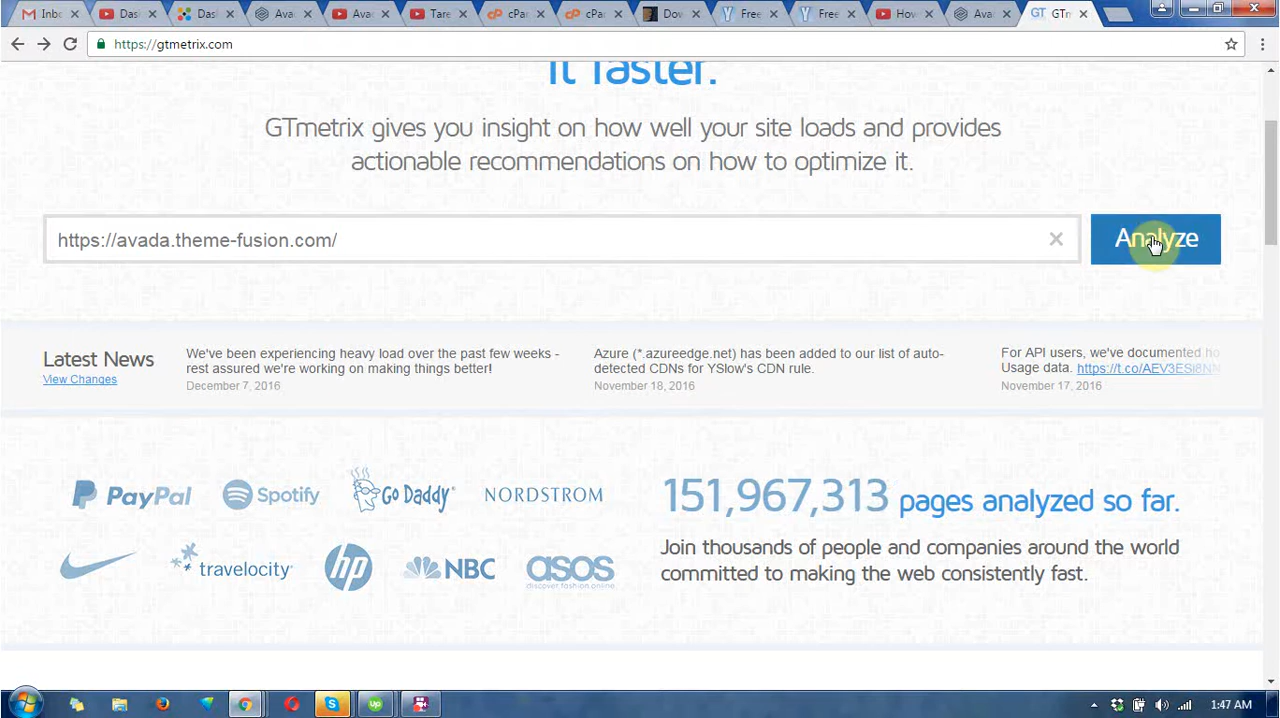 Inb
Das
Das
Ava
Avac
Tare
cPa
cPa
Dow
Free
Free
How
Avac
GT GTm
https://gtmetrix.com
it faster.
GTmetrix gives you insight on how well your site loads and provides
actionable recommendations on how to optimize it.
https://avada.theme-fusion.com/
Analyze
Latest News
View Changes
We've been experiencing heavy load over the past few weeks -
rest assured we're working on making things better!
December 7, 2016
Azure (*.azureedge.net) has been added to our list of auto-
detected CDNs for YSlow's CDN rule.
November 18, 2016
For API users, we've documented ho
Usage data. https://t.co/AEV3ESi8NN
November 17, 2016
PayPal
Spotify
Go Daddy
NORDSTROM
travelocity
hp
NBC
asos
discover fashion online
151,967,313 pages analyzed so far.
Join thousands of people and companies around the world
committed to making the web consistently fast.
1:47 AM